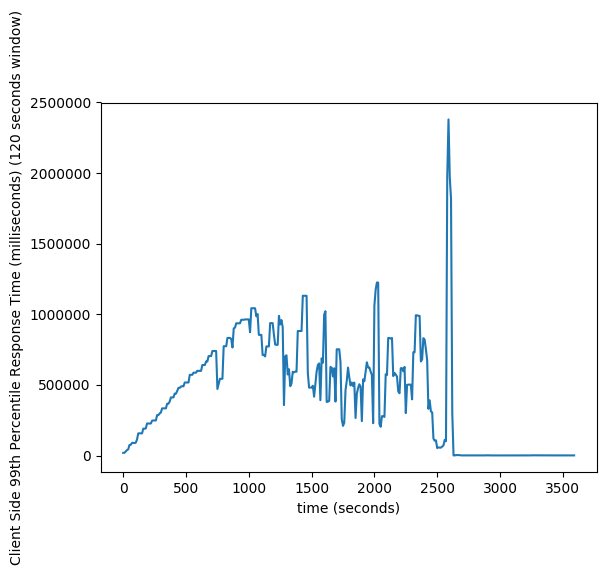 Client Side 99th Percentile Response Time (milliseconds) (120 seconds window)
2500000
2000000
1500000
1000000
500000
0
0 500 1000 1500 2000 2500 3000 3500
time (seconds)